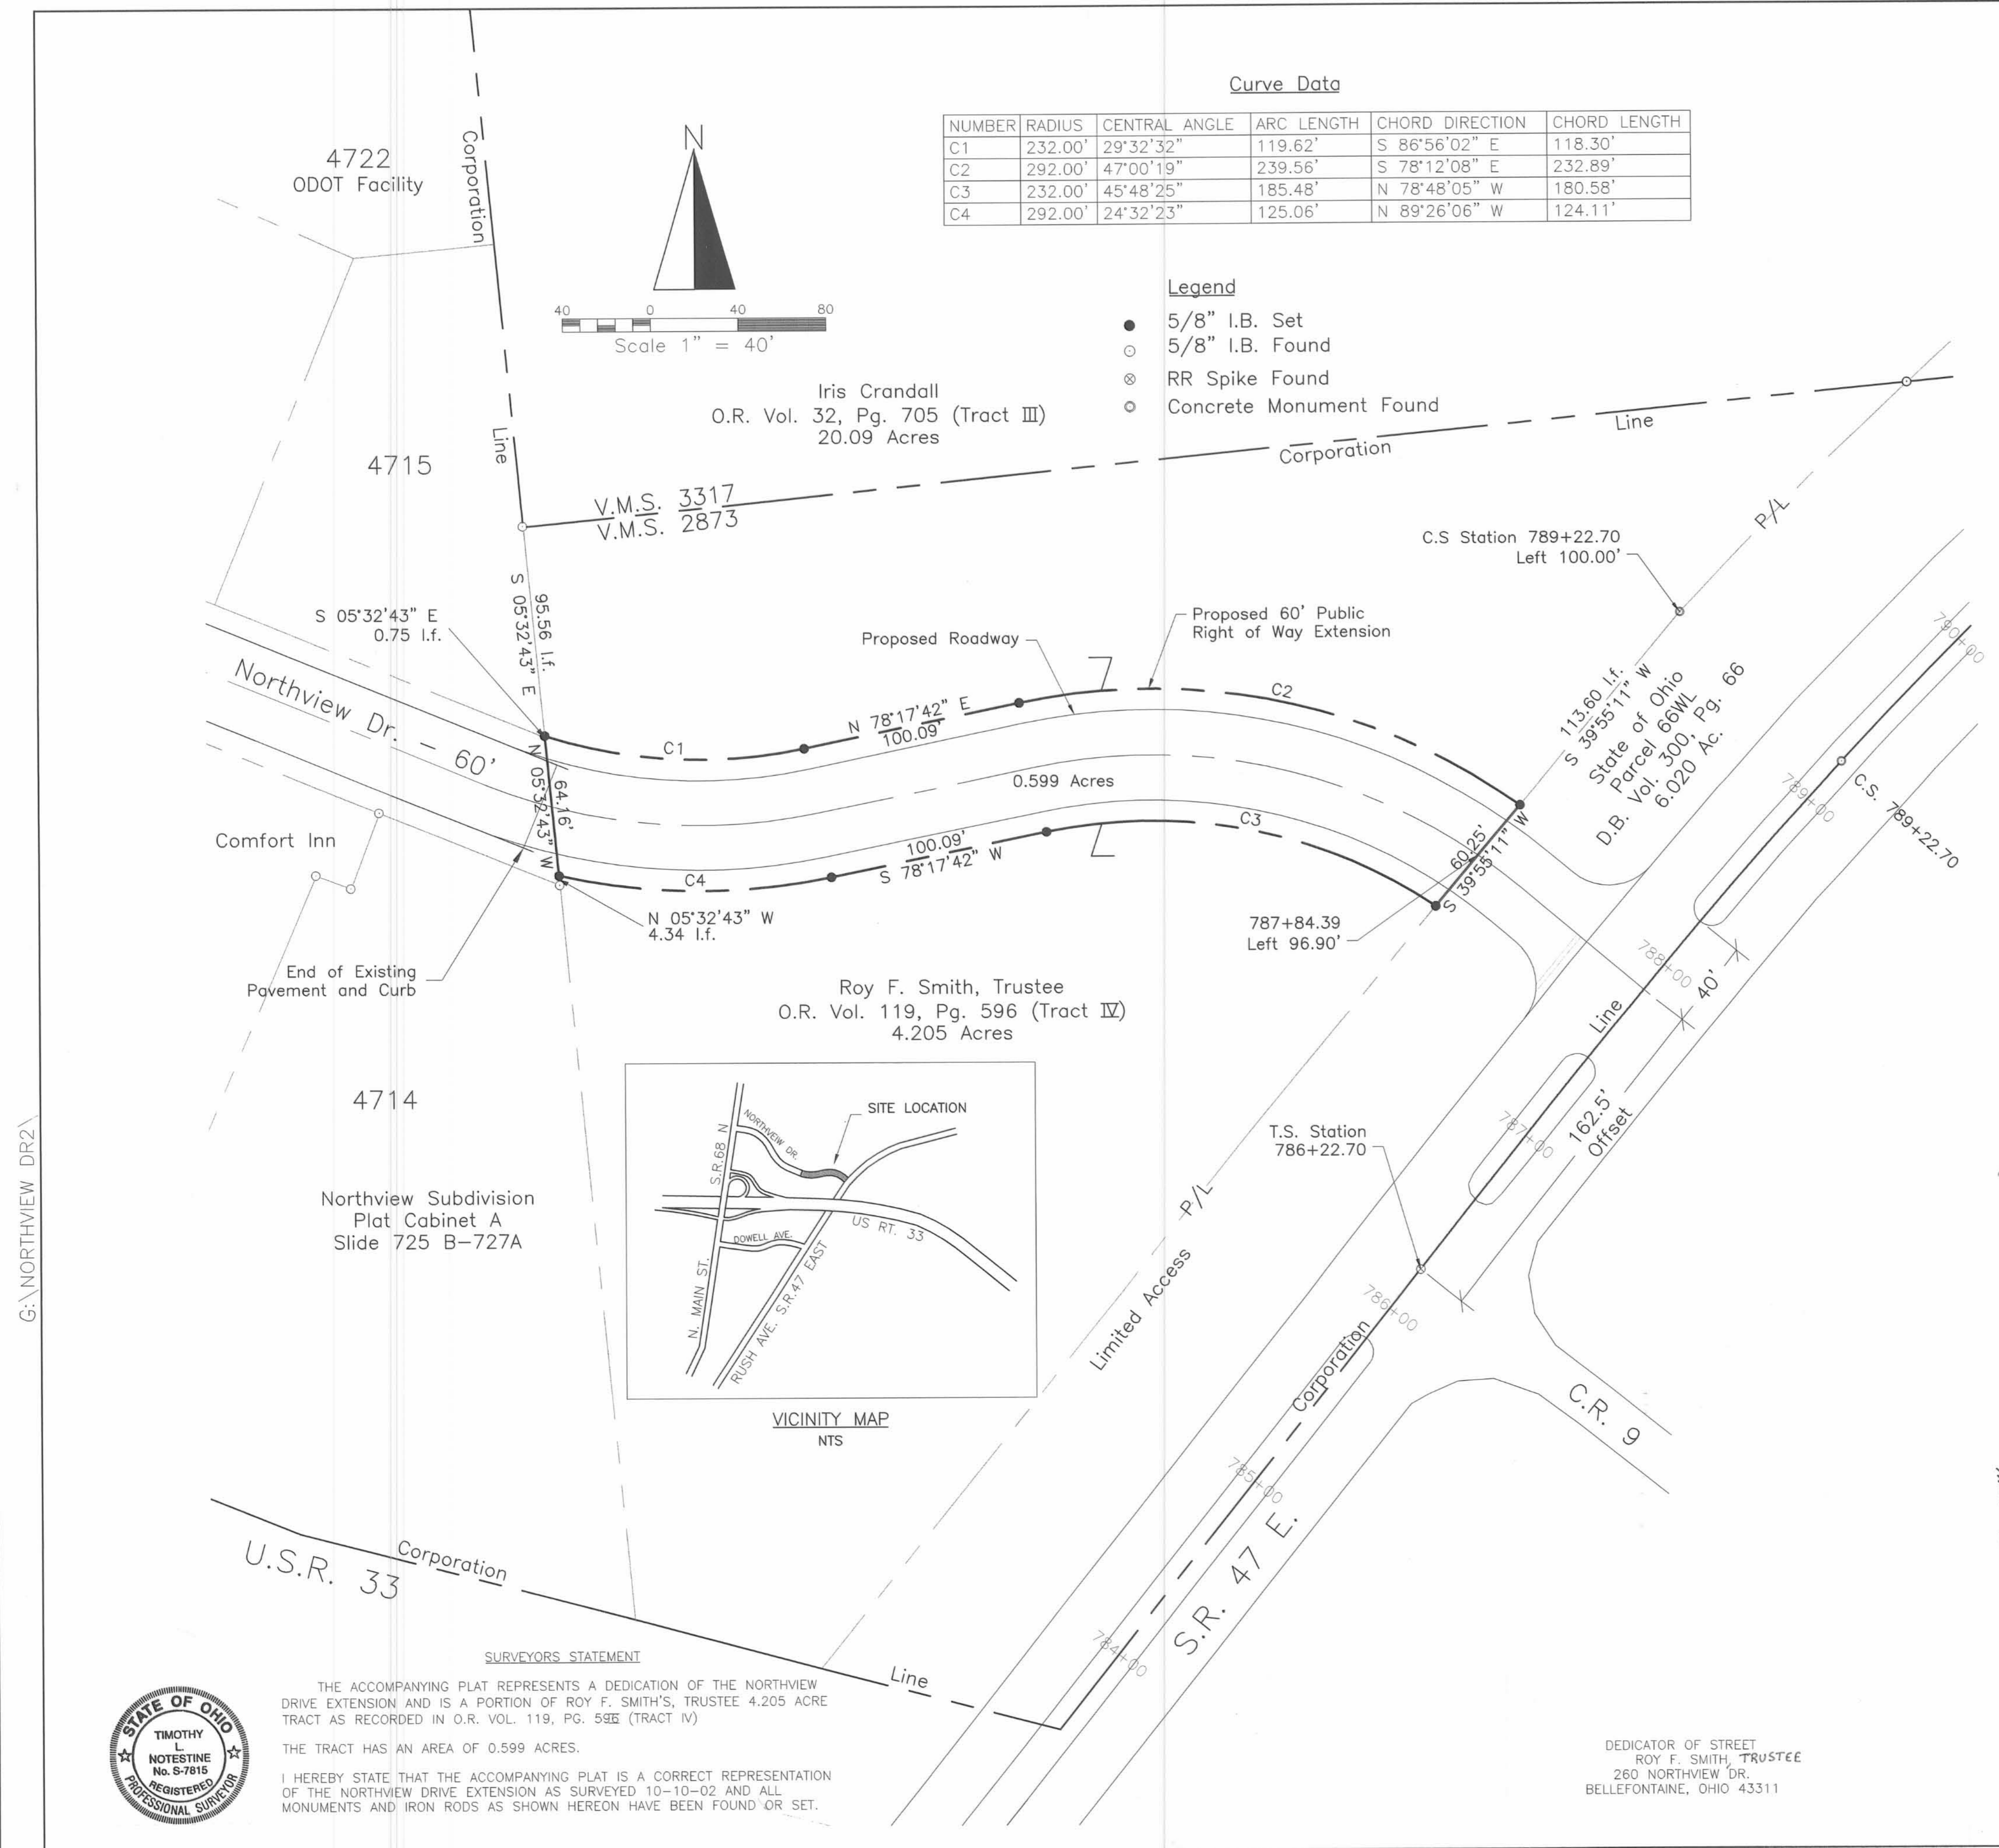 Curve Data
NUMBER RADIUS CENTRAL ANGLE ARC LENGTH CHORD DIRECTION CHORD LENGTH
C1 232.00' 29°32'32" 119.62' S 86°56'02" E 118.30'
C2 292.00' 47°00'19" 239.56' S 78°12'08" E 232.89'
C3 232.00' 45°48'25" 185.48' N 78°48'05" W 180.58'
C4 292.00' 24°32'23" 125.06' N 89°26'06" W 124.11'
4722
ODOT Facility
Corporation
Line
N
40 0 40 80
Scale 1" = 40'
Legend
5/8" I.B. Set
5/8" I.B. Found
RR Spike Found
Concrete Monument Found
Iris Crandall
O.R. Vol. 32, Pg. 705 (Tract III)
20.09 Acres
Corporation
Line
4715
V.M.S. 3317
V.M.S. 2873
P/L
C.S Station 789+22.70
Left 100.00'
95.56 l.f.
S 05°32'43" E
S 05°32'43" E
0.75 l.f.
Proposed Roadway
Proposed 60' Public
Right of Way Extension
Northview Dr. - 60'
C1
N 78°17'42" E
100.09'
C2
113.60 l.f.
S 39°55'11" W
State of Ohio
Parcel 66WL
D.B. Vol. 300, Pg. 66
6.020 Ac.
790+00
789+00
C.S. 789+22.70
64.16'
N 05°32'43" W
0.599 Acres
Comfort Inn
C4
100.09'
S 78°17'42" W
C3
60.25'
S 39°55'11" W
N 05°32'43" W
4.34 l.f.
787+84.39
Left 96.90'
End of Existing
Pavement and Curb
Roy F. Smith, Trustee
O.R. Vol. 119, Pg. 596 (Tract IV)
4.205 Acres
788+00
40'
Line
4714
787+00
162.5'
Offset
T.S. Station
786+22.70
SITE LOCATION
NORTHVEIW DR.
S.R.68 N
US RT. 33
DOWELL AVE.
N. MAIN ST.
RUSH AVE. S.R.47 EAST
VICINITY MAP
NTS
Northview Subdivision
Plat Cabinet A
Slide 725 B-727A
P/L
Limited Access
786+00
Corporation
C.R. 9
785+00
S.R. 47 E.
784+00
U.S.R. 33
Corporation
Line
G:\NORTHVIEW DR2\
SURVEYORS STATEMENT
THE ACCOMPANYING PLAT REPRESENTS A DEDICATION OF THE NORTHVIEW
DRIVE EXTENSION AND IS A PORTION OF ROY F. SMITH'S, TRUSTEE 4.205 ACRE
TRACT AS RECORDED IN O.R. VOL. 119, PG. 596 (TRACT IV)
THE TRACT HAS AN AREA OF 0.599 ACRES.
I HEREBY STATE THAT THE ACCOMPANYING PLAT IS A CORRECT REPRESENTATION
OF THE NORTHVIEW DRIVE EXTENSION AS SURVEYED 10-10-02 AND ALL
MONUMENTS AND IRON RODS AS SHOWN HEREON HAVE BEEN FOUND OR SET.
STATE OF OHIO
TIMOTHY
L.
NOTESTINE
No. S-7815
REGISTERED
PROFESSIONAL SURVEYOR
DEDICATOR OF STREET
ROY F. SMITH, TRUSTEE
260 NORTHVIEW DR.
BELLEFONTAINE, OHIO 43311